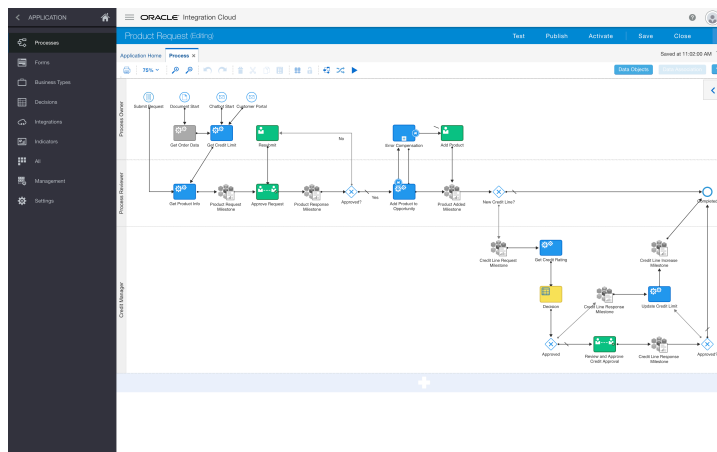 APPLICATION
ORACLE Integration Cloud
Product Request (Editing)
Test
Publish
Activate
Save
Close
Processes
Forms
Business Types
Decisions
Integrations
Indicators
All
Management
Settings
Application Home
Process ×
Saved at 11:02:00 AM
75%
Data Objects
Process Owner
Submit Request
Document Start
Chatbot Start
Customer Portal
Get Order Data
Get Credit Limit
Respond
No
Error Compensation
Add Product
Process Reviewer
Get Product Info
Product Request
Milestone
Approve Request
Product Response
Milestone
Approved?
Yes
Add Product to
Opportunity
Product Added
Milestone
New Credit Line?
Completed
Credit Manager
Credit Line Request
Milestone
Get Credit Rating
Credit Line Increase
Milestone
Decision
Credit Line Response
Milestone
Update Credit Limit
Approved
Review and Approve
Credit Approval
Credit Line Response
Milestone
Approved?